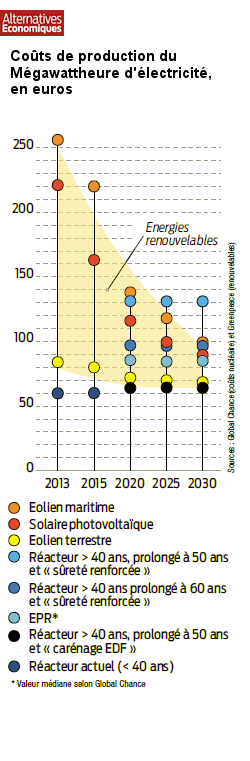 Alternatives
Economiques
Coûts de production du
Mégawattheure d'électricité,
en euros
250
200
150
100
50
0
Energies
renouvelables
2013 2015 2020 2025 2030
Sources : Global Chance (coûts nucléaire) et Greenpeace (renouvelables)
Eolien maritime
Solaire photovoltaïque
Eolien terrestre
Réacteur > 40 ans, prolongé à 50 ans
et « sûreté renforcée »
Réacteur > 40 ans prolongé à 60 ans
et « sûreté renforcée »
EPR*
Réacteur > 40 ans, prolongé à 50 ans
et « carénage EDF »
Réacteur actuel (< 40 ans)
* Valeur médiane selon Global Chance